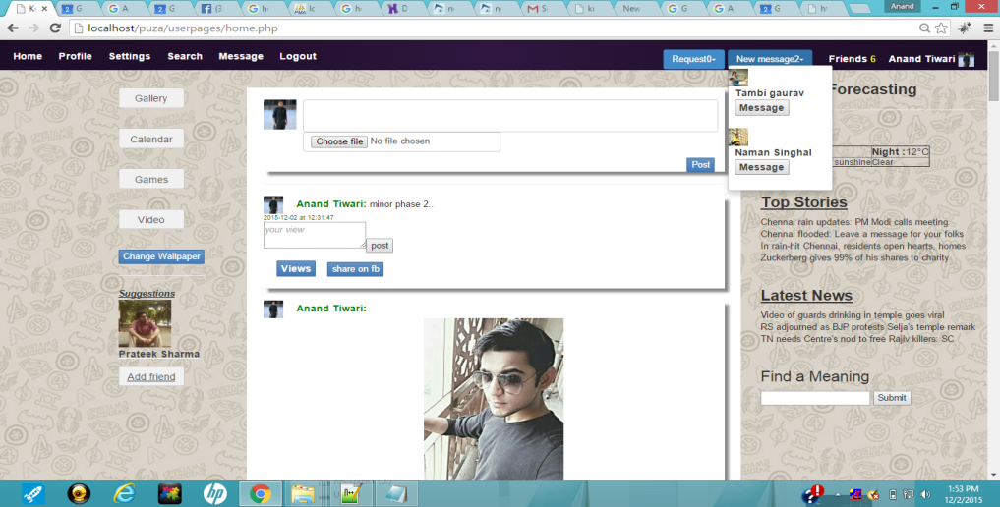 K
G
2 G
(3
G h
Ic
G h
D
n
n
S
ki
New
G G
G A
2 G
h
Anand
localhost/puza/userpages/home.php
Home Profile Settings Search Message Logout
Request0 New message2 Friends 6 Anand Tiwari
Gallery
Calendar
Games
Video
Change Wallpaper
Suggestions
Prateek Sharma
Add friend
Choose file No file chosen
Post
Anand Tiwari: minor phase 2..
2015-12-02 at 12:31:47
your view
post
Views share on fb
Anand Tiwari:
Tambi gaurav
Message
Naman Singhal
Message
Forecasting
Night :12°C
sunshine Clear
Top Stories
Chennai rain updates: PM Modi calls meeting
Chennai flooded: Leave a message for your folks
In rain-hit Chennai, residents open hearts, homes
Zuckerberg gives 99% of his shares to charity
Latest News
Video of guards drinking in temple goes viral
RS adjourned as BJP protests Selja's temple remark
TN needs Centre's nod to free Rajiv killers: SC
Find a Meaning
Submit
hp
1:53 PM
12/2/2015